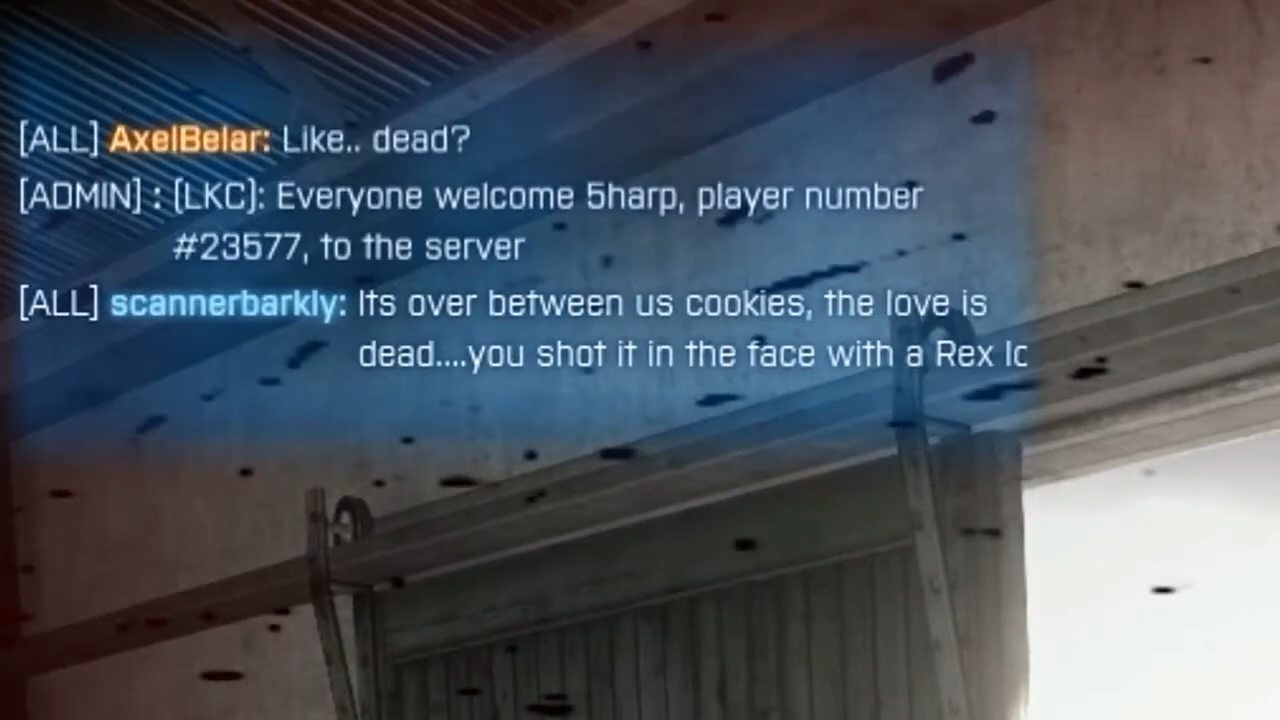 [ALL] AxelBelar: Like.. dead?
[ADMIN] : (LKC): Everyone welcome 5harp, player number
#23577, to the server
[ALL] scannerbarkly: Its over between us cookies, the love is
dead....you shot it in the face with a Rex